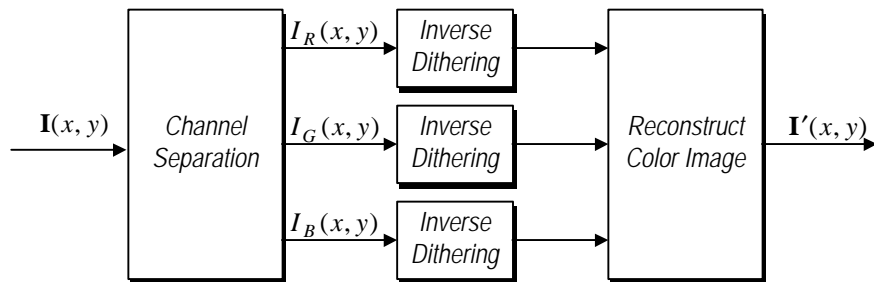 I(x, y)
Channel
Separation
I_R(x, y)
Inverse
Dithering
I_G(x, y)
Inverse
Dithering
I_B(x, y)
Inverse
Dithering
Reconstruct
Color Image
I′(x, y)